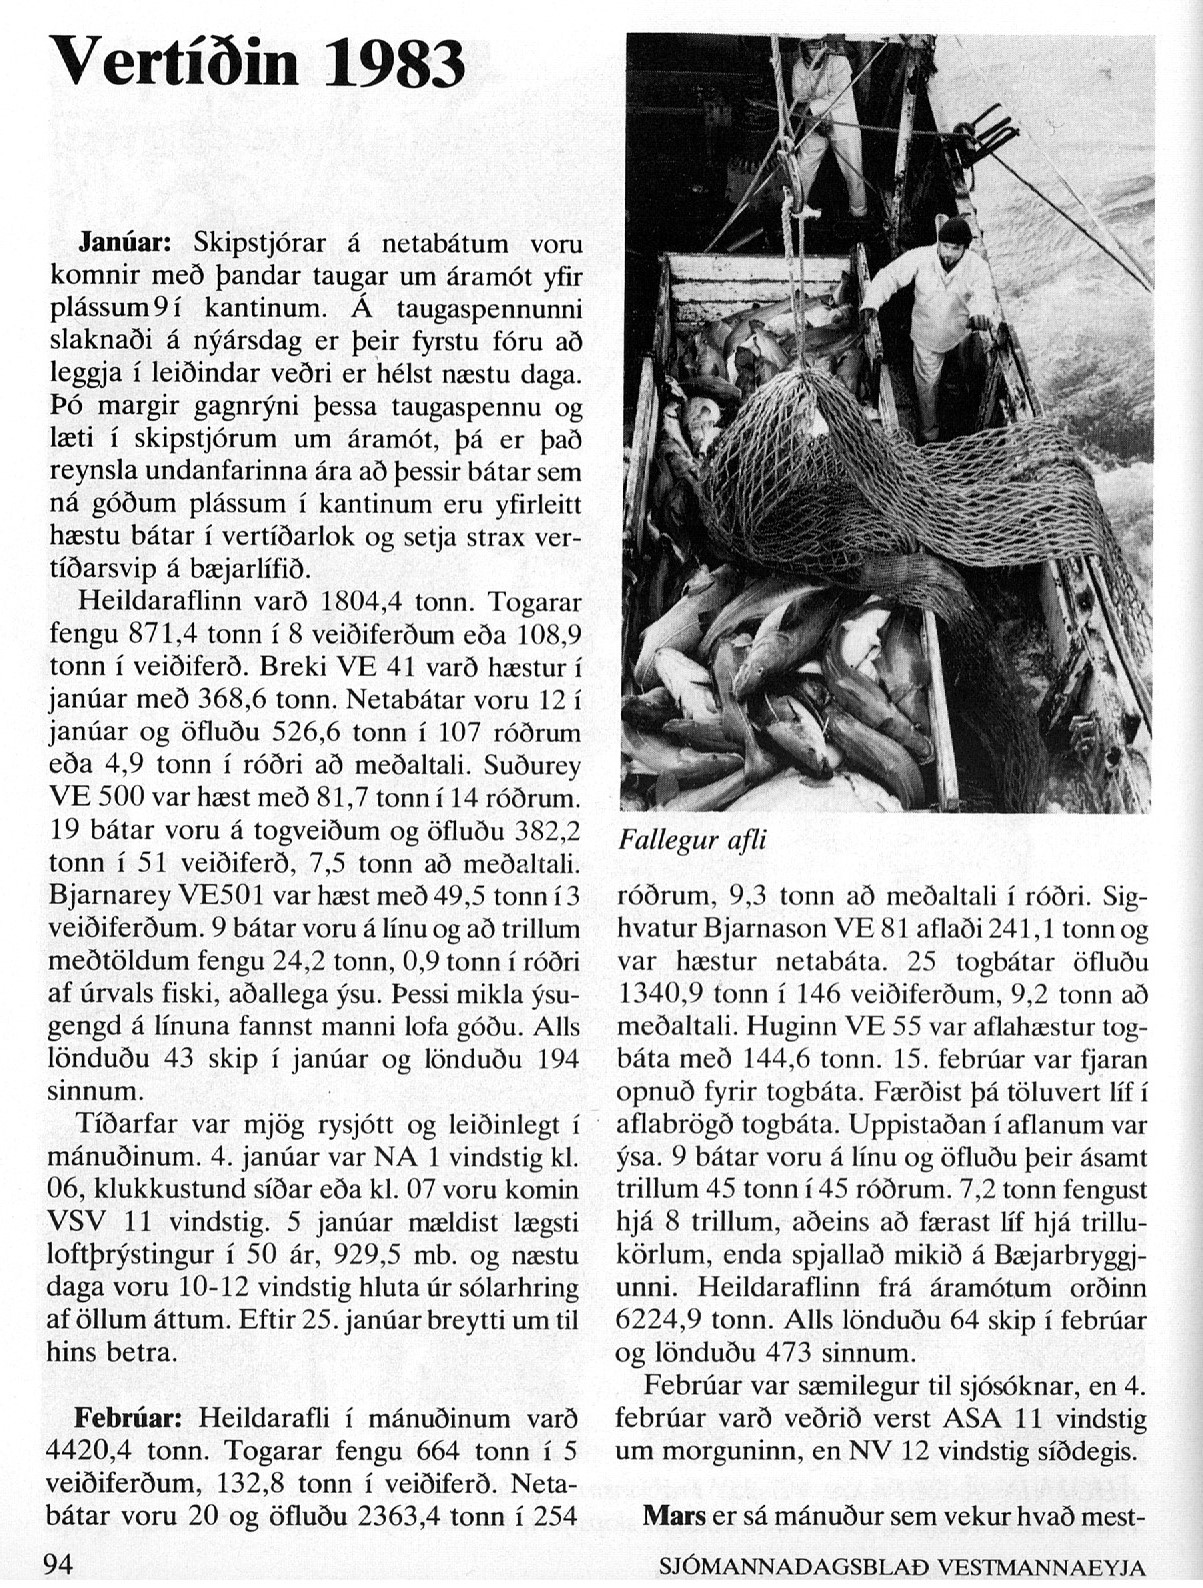 Vertíðin 1983
Janúar: Skipstjórar á netabátum voru
komnir með þandar taugar um áramót yfir
plássum9í kantinum. Á taugaspennunni
slaknaði á nýársdag er þeir fyrstu fóru að
leggja í leiðindar veðri er hélst næstu daga.
Þó margir gagnrýni þessa taugaspennu og
læti í skipstjórum um áramót, þá er það
reynsla undanfarinna ára að þessir bátar sem
ná góðum plássum í kantinum eru yfirleitt
hæstu bátar í vertíðarlok og setja strax ver-
tíðarsvip á bæjarlífið.
Heildaraflinn varð 1804,4 tonn. Togarar
fengu 871,4 tonn í 8 veiðiferðum eða 108,9
tonn í veiðiferð. Breki VE 41 varð hæstur í
janúar með 368,6 tonn. Netabátar voru 12 í
janúar og öfluðu 526,6 tonn í 107 róðrum
eða 4,9 tonn í róðri að meðaltali. Suðurey
VE 500 var hæst með 81,7 tonn í 14 róðrum.
19 bátar voru á togveiðum og öfluðu 382,2
tonn í 51 veiðiferð, 7,5 tonn að meðaltali.
Bjarnarey VE501 var hæst með 49,5 tonn í 3
veiðiferðum. 9 bátar voru á línu og að trillum
meðtöldum fengu 24,2 tonn, 0,9 tonn í róðri
af úrvals fiski, aðallega ýsu. Þessi mikla ýsu-
gengd á línuna fannst manni lofa góðu. Alls
lönduðu 43 skip í janúar og lönduðu 194
sinnum.
Tíðarfar var mjög rysjótt og leiðinlegt í
mánuðinum. 4. janúar var NA 1 vindstig kl.
06, klukkustund síðar eða kl. 07 voru komin
VSV 11 vindstig. 5 janúar mældist lægsti
loftþrýstingur í 50 ár, 929,5 mb. og næstu
daga voru 10-12 vindstig hluta úr sólarhring
af öllum áttum. Eftir 25. janúar breytti um til
hins betra.
Febrúar: Heildarafli í mánuðinum varð
4420,4 tonn. Togarar fengu 664 tonn í 5
veiðiferðum, 132,8 tonn í veiðiferð. Neta-
bátar voru 20 og öfluðu 2363,4 tonn í 254
Fallegur afli
róðrum, 9,3 tonn að meðaltali í róðri. Sig-
hvatur Bjarnason VE 81 aflaði 241,1 tonn og
var hæstur netabáta. 25 togbátar öfluðu
1340,9 tonn í 146 veiðiferðum, 9,2 tonn að
meðaltali. Huginn VE 55 var aflahæstur tog-
báta með 144,6 tonn. 15. febrúar var fjaran
opnuð fyrir togbáta. Færðist þá töluvert líf í
aflabrögð togbáta. Uppistaðan í aflanum var
ýsa. 9 bátar voru á línu og öfluðu þeir ásamt
trillum 45 tonn í 45 róðrum. 7,2 tonn fengust
hjá 8 trillum, aðeins að færast líf hjá trillu-
körlum, enda spjallað mikið á Bæjarbryggj-
unni. Heildaraflinn frá áramótum orðinn
6224,9 tonn. Alls lönduðu 64 skip í febrúar
og lönduðu 473 sinnum.
Febrúar var sæmilegur til sjósóknar, en 4.
febrúar varð veðrið verst ASA 11 vindstig
um morguninn, en NV 12 vindstig síðdegis.
Mars er sá mánuður sem vekur hvað mest-
94
SJÓMANNADAGSBLAÐ VESTMANNAEYJA